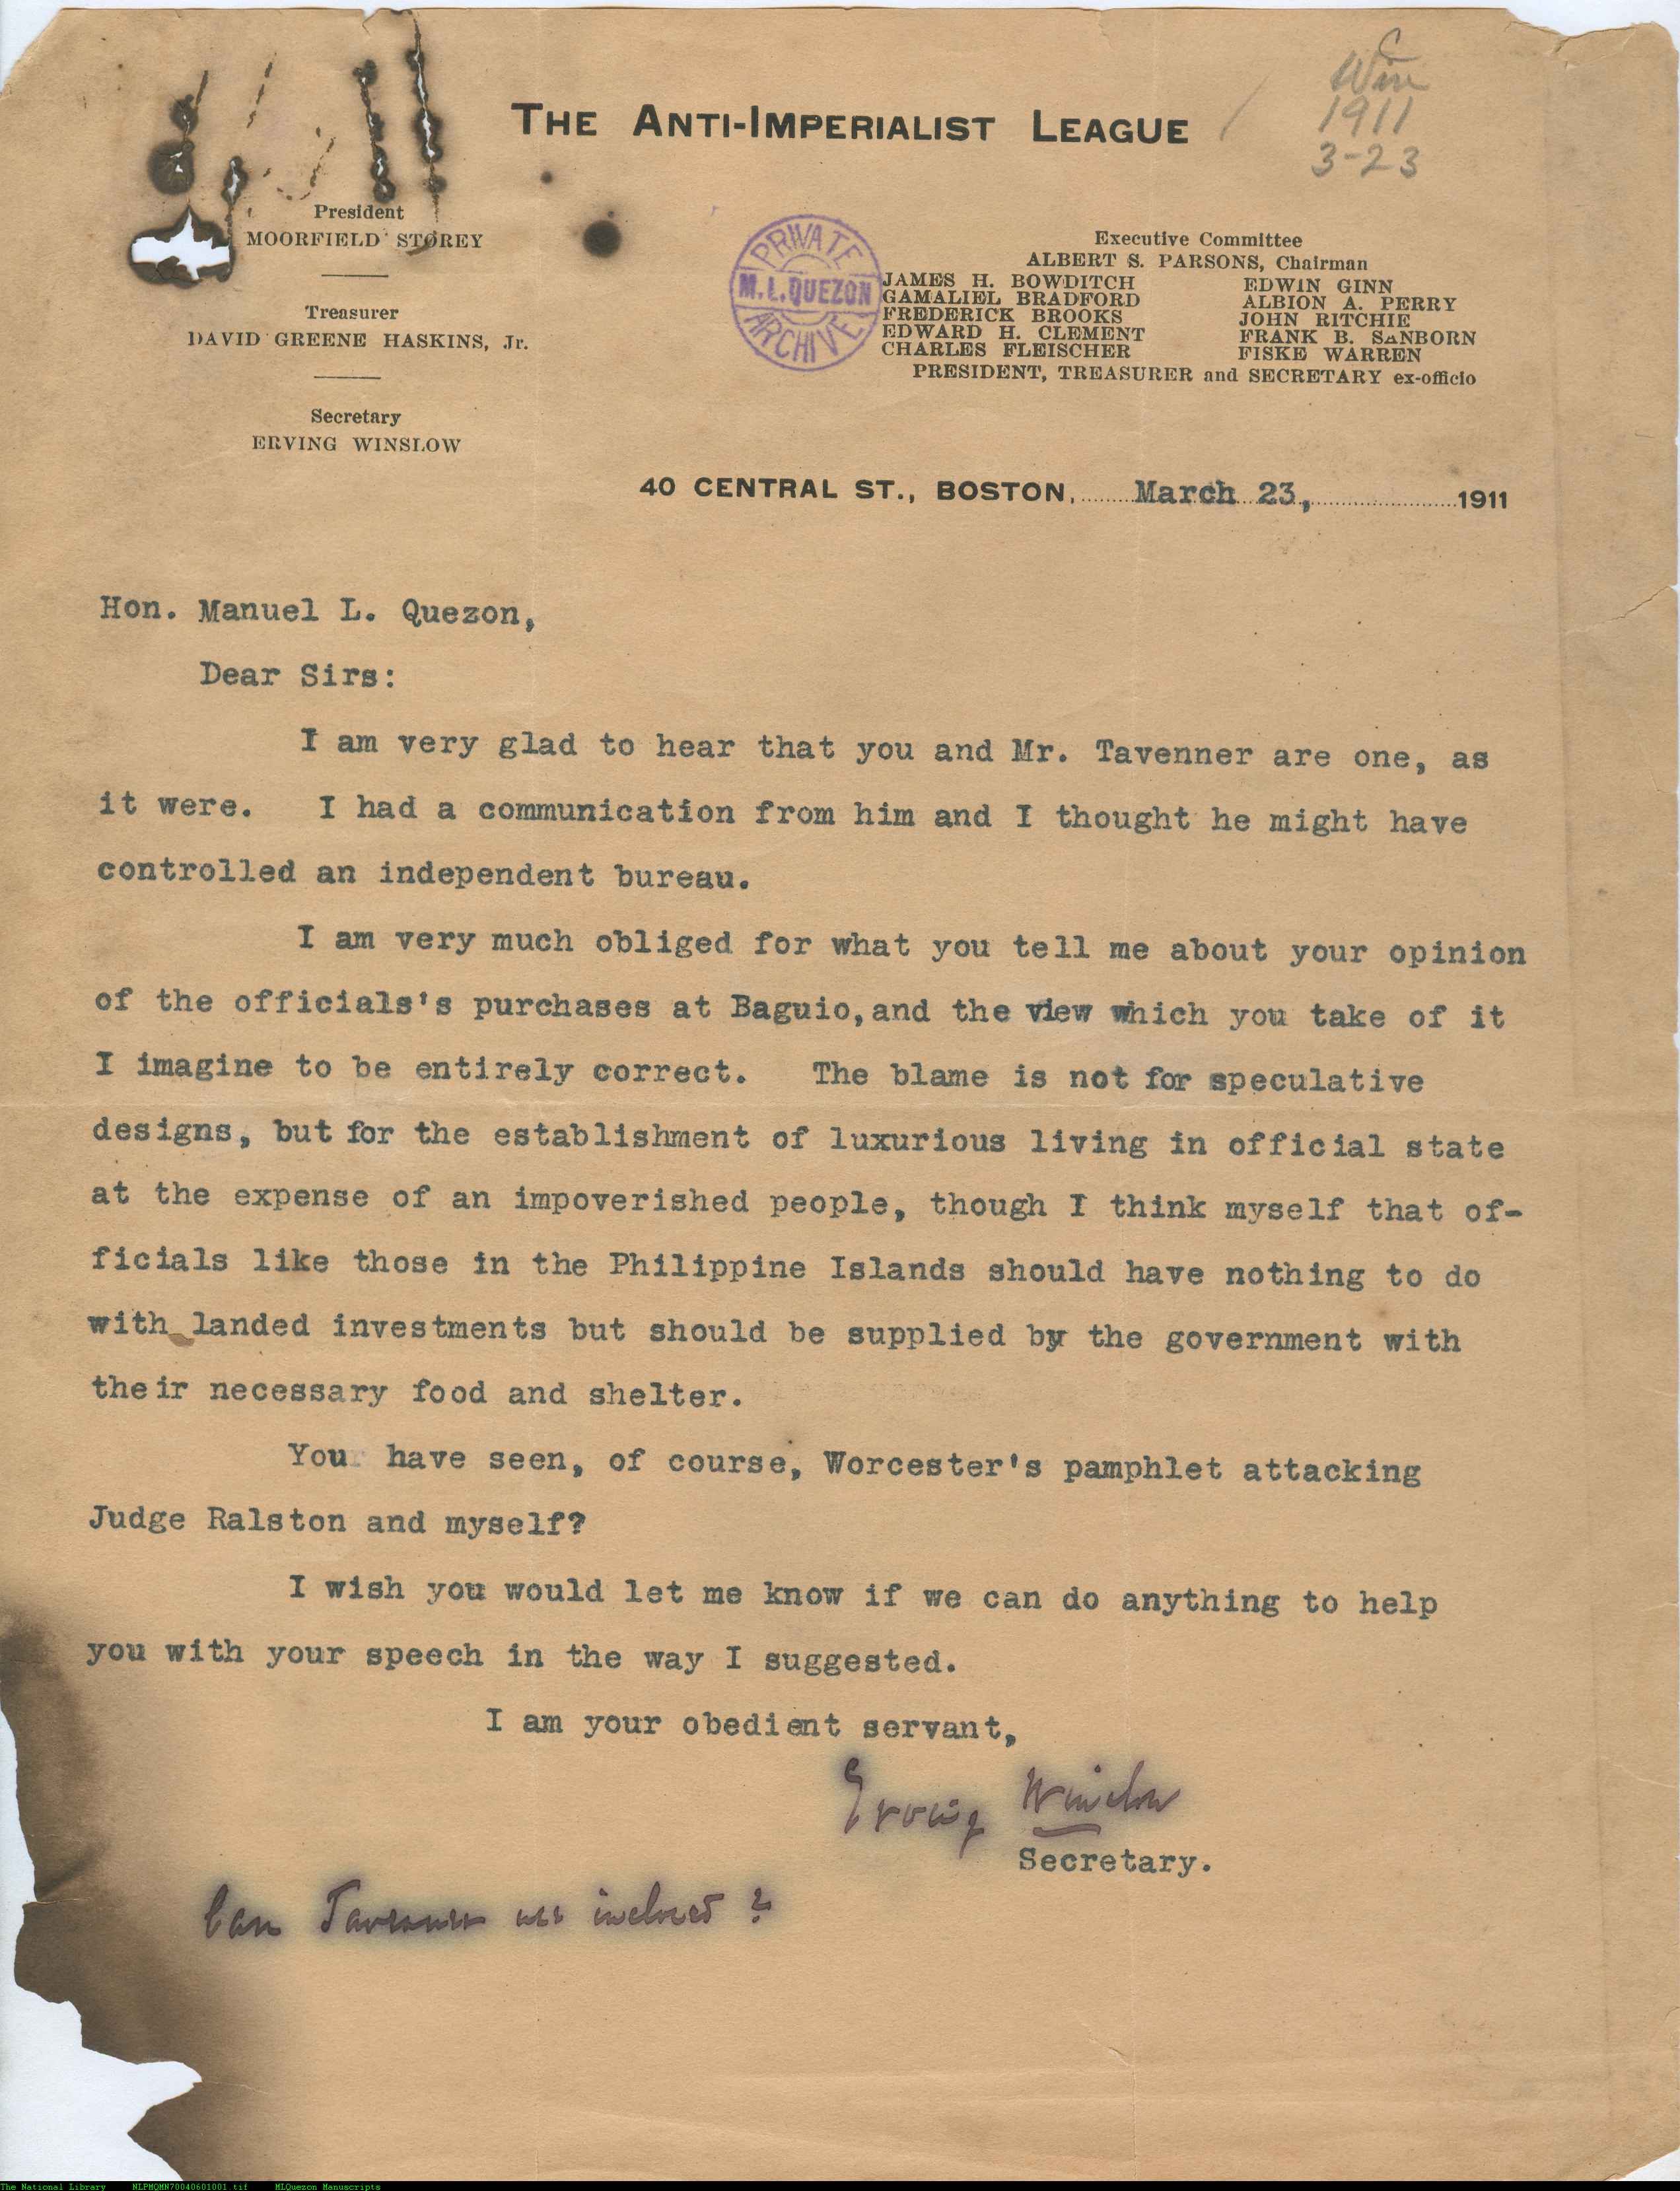 THE ANTI-IMPERIALIST LEAGUE
Win
1911
3-23
President
MOORFIELD STOREY
Treasurer
DAVID GREENE HASKINS, Jr.
Secretary
ERVING WINSLOW
PRIVATE
M.L.QUEZON
ARCHIVE
Executive Committee
ALBERT S. PARSONS, Chairman
JAMES H. BOWDITCH
GAMALIEL BRADFORD
FREDERICK BROOKS
EDWARD H. CLEMENT
CHARLES FLEISCHER
EDWIN GINN
ALBION A. PERRY
JOHN RITCHIE
FRANK B. SANBORN
FISKE WARREN
PRESIDENT, TREASURER and SECRETARY ex-officio
40 CENTRAL ST., BOSTON, March 23, 1911
Hon. Manuel L. Quezon,
Dear Sirs:
I am very glad to hear that you and Mr. Tavenner are one, as
it were. I had a communication from him and I thought he might have
controlled an independent bureau.
I am very much obliged for what you tell me about your opinion
of the officials's purchases at Baguio, and the view which you take of it
I imagine to be entirely correct. The blame is not for speculative
designs, but for the establishment of luxurious living in official state
at the expense of an impoverished people, though I think myself that of-
ficials like those in the Philippine Islands should have nothing to do
with landed investments but should be supplied by the government with
their necessary food and shelter.
You have seen, of course, Worcester's pamphlet attacking
Judge Ralston and myself?
I wish you would let me know if we can do anything to help
you with your speech in the way I suggested.
I am your obedient servant,
Erving Winslow
Secretary.
Can Tavenner use inclosed?
The National Library NLPMQMN70040601001.tif MLQuezon Manuscripts